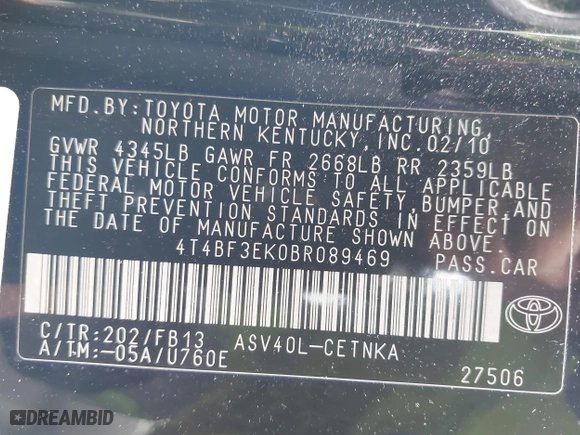 MFD.BY:TOYOTA MOTOR MANUFACTURING,
NORTHERN KENTUCKY,INC.02/10
GVWR 4345LB GAWR FR 2668LB RR 2359LB
THIS VEHICLE CONFORMS TO ALL APPLICABLE
FEDERAL MOTOR VEHICLE SAFETY, BUMPER,AND
THEFT PREVENTION STANDARDS IN EFFECT ON
THE DATE OF MANUFACTURE SHOWN ABOVE.
4T4BF3EK0BR089469 PASS.CAR
C/TR:202/FB13 ASV40L-CETNKA
A/TM:-05A/U760E
27506
DREAMBID